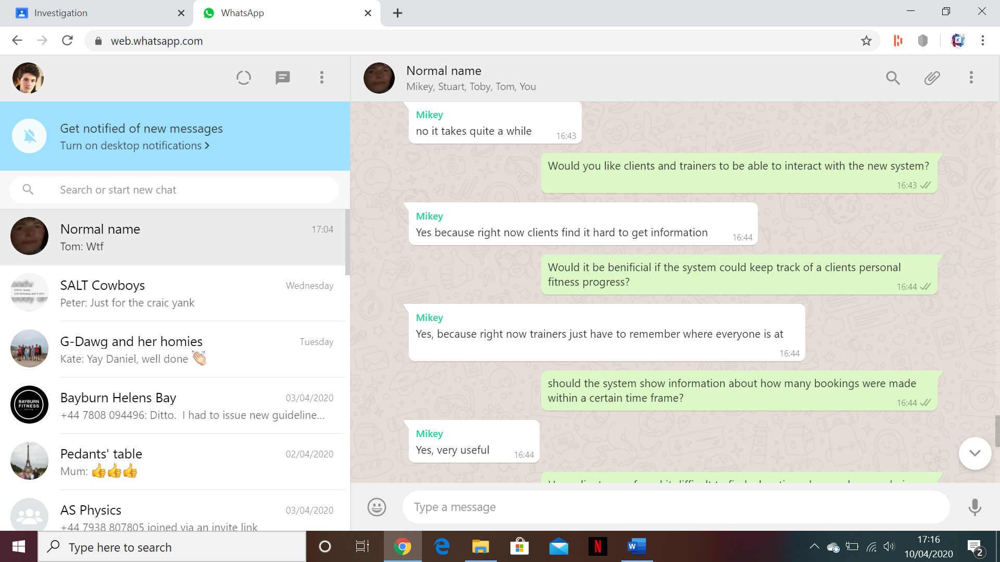 Investigation
WhatsApp
web.whatsapp.com
Get notified of new messages
Turn on desktop notifications
Search or start new chat
Normal name
17:04
Tom: Wtf
SALT Cowboys
Wednesday
Peter: Just for the craic yank
G-Dawg and her homies
Tuesday
Kate: Yay Daniel, well done 👏🏻
BAYBURN
FITNESS
Bayburn Helens Bay
03/04/2020
+44 7808 094496: Ditto.  I had to issue new guideline...
Pedants' table
02/04/2020
Mum: 👍👍👍
AS Physics
03/04/2020
+44 7938 807805 joined via an invite link
Normal name
Mikey, Stuart, Toby, Tom, You
Mikey
no it takes quite a while
16:43
Would you like clients and trainers to be able to interact with the new system?
16:43
Mikey
Yes because right now clients find it hard to get information
16:44
Would it be benificial if the system could keep track of a clients personal
fitness progress?
16:44
Mikey
Yes, because right now trainers just have to remember where everyone is at
16:44
should the system show information about how many bookings were made
within a certain time frame?
16:44
Mikey
Yes, very useful
16:44
Type a message
Type here to search
17:16
10/04/2020
2